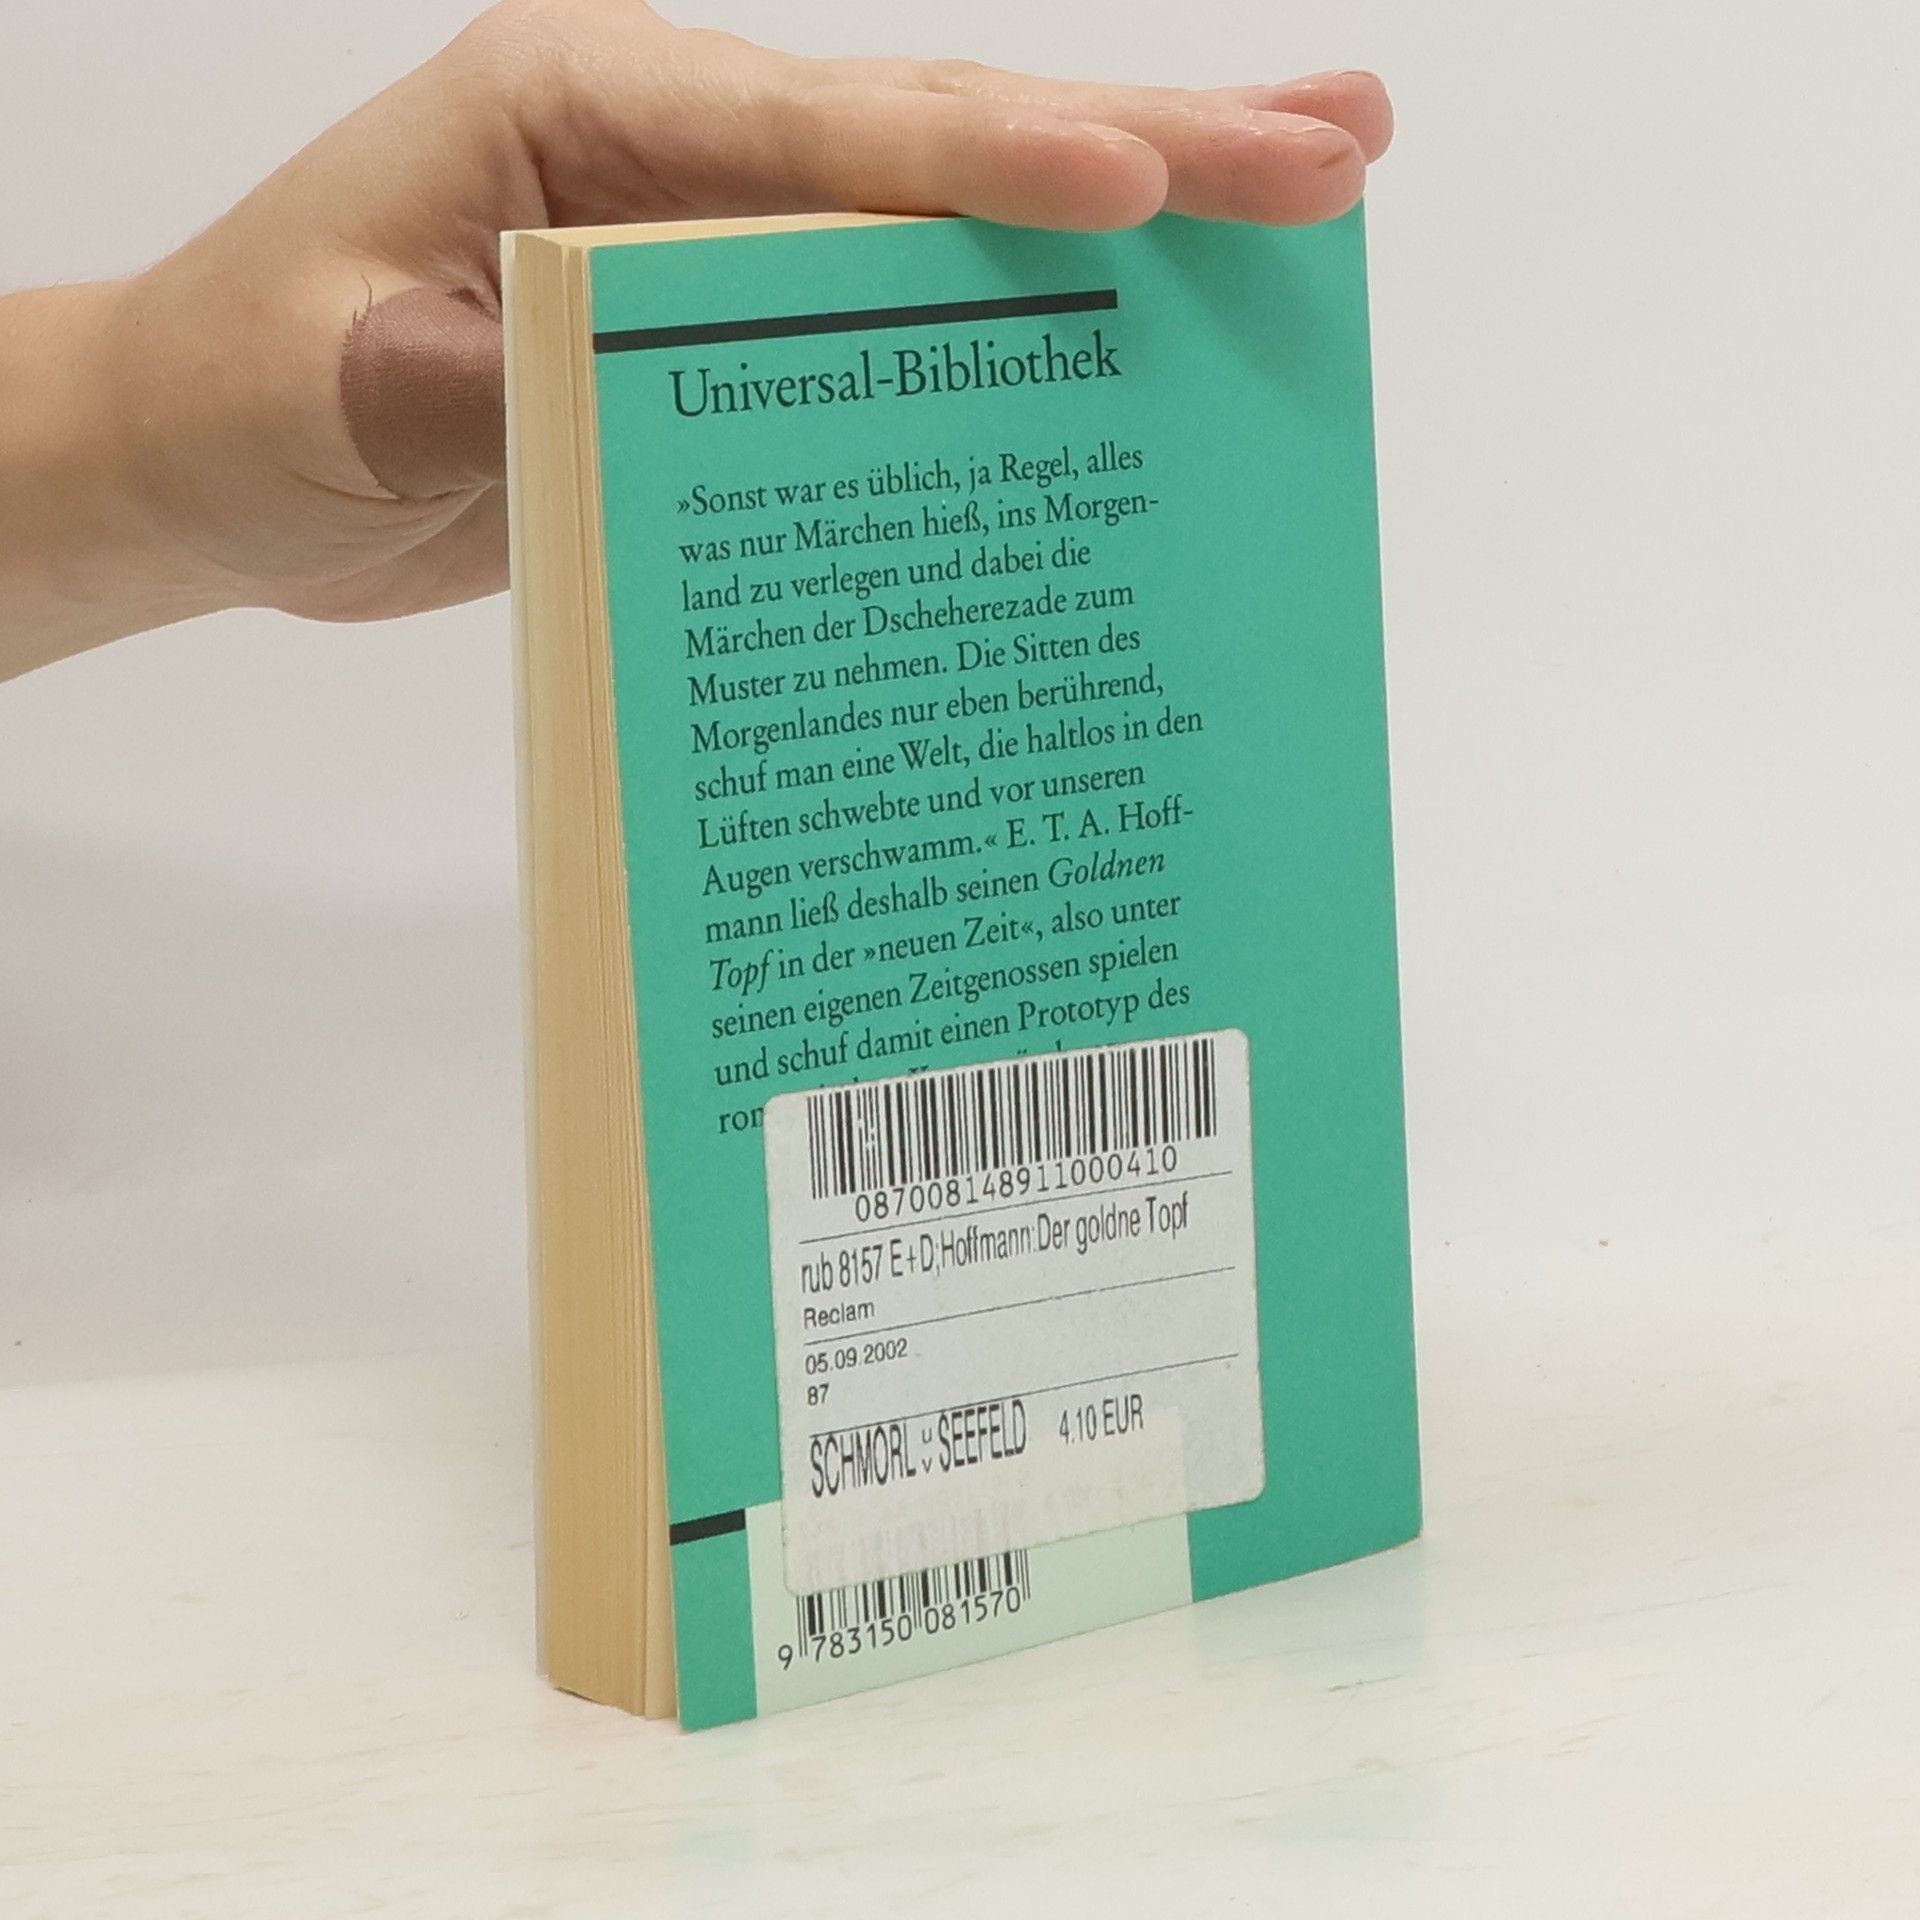 Universal-Bibliothek
»Sonst war es üblich, ja Regel, alles
was nur Märchen hieß, ins Morgen-
land zu verlegen und dabei die
Märchen der Dscheherezade zum
Muster zu nehmen. Die Sitten des
Morgenlandes nur eben berührend,
schuf man eine Welt, die haltlos in den
Lüften schwebte und vor unseren
Augen verschwamm.« E. T. A. Hoff-
mann ließ deshalb seinen Goldnen
Topf in der »neuen Zeit«, also unter
seinen eigenen Zeitgenossen spielen
und schuf damit einen Prototyp des
087008148911000410
rub 8157 E+D;Hoffmann:Der goldne Topf
Reclam
05.09.2002
87
SCHMORL u v SEEFELD 4.10 EUR
9 783150 081570